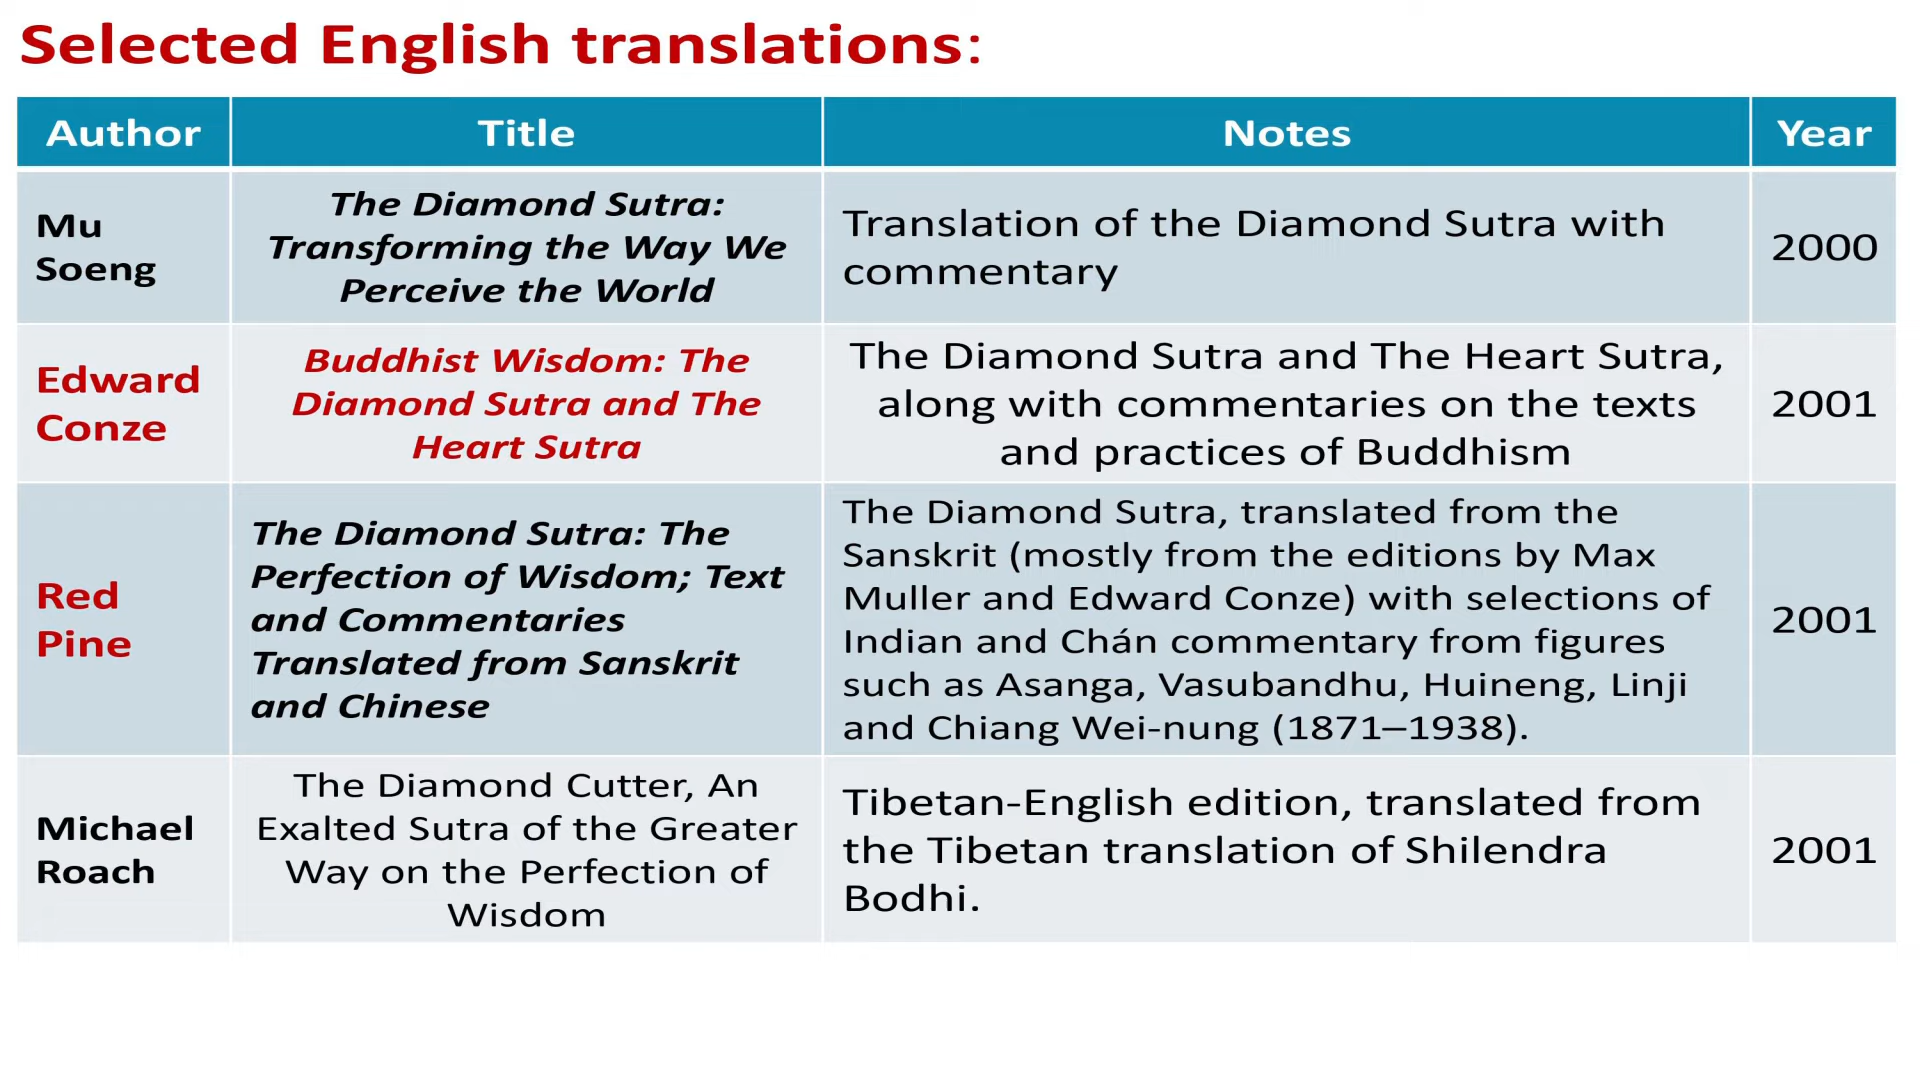 Selected English translations:
Author Title Notes Year
Mu
Soeng
The Diamond Sutra:
Transforming the Way We
Perceive the World
Translation of the Diamond Sutra with
commentary
2000
Edward
Conze
Buddhist Wisdom: The
Diamond Sutra and The
Heart Sutra
The Diamond Sutra and The Heart Sutra,
along with commentaries on the texts
and practices of Buddhism
2001
Red
Pine
The Diamond Sutra: The
Perfection of Wisdom; Text
and Commentaries
Translated from Sanskrit
and Chinese
The Diamond Sutra, translated from the
Sanskrit (mostly from the editions by Max
Muller and Edward Conze) with selections of
Indian and Chán commentary from figures
such as Asanga, Vasubandhu, Huineng, Linji
and Chiang Wei-nung (1871–1938).
2001
Michael
Roach
The Diamond Cutter, An
Exalted Sutra of the Greater
Way on the Perfection of
Wisdom
Tibetan-English edition, translated from
the Tibetan translation of Shilendra
Bodhi.
2001